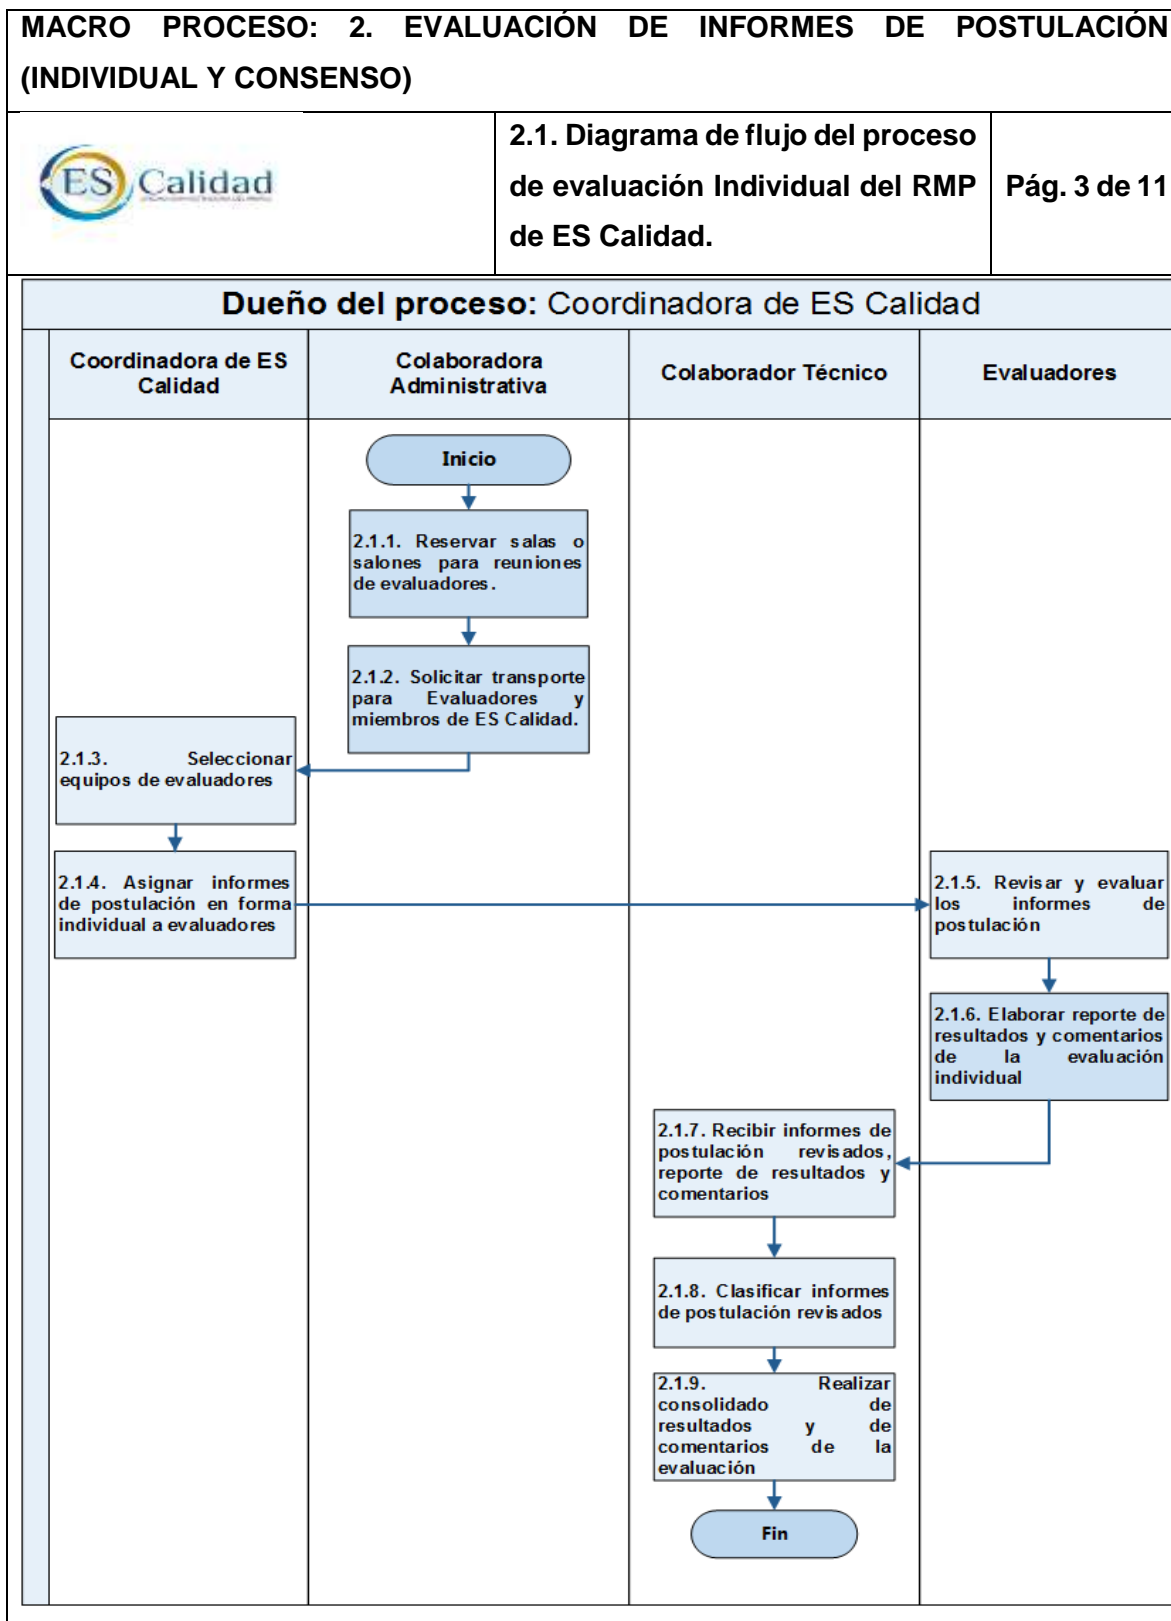 MACRO PROCESO: 2. EVALUACIÓN DE INFORMES DE POSTULACIÓN
(INDIVIDUAL Y CONSENSO)
ES Calidad
2.1. Diagrama de flujo del proceso
de evaluación Individual del RMP
de ES Calidad.
Pág. 3 de 11
Dueño del proceso: Coordinadora de ES Calidad
Coordinadora de ES
Calidad
Colaboradora
Administrativa
Colaborador Técnico
Evaluadores
Inicio
2.1.1. Reservar salas o
salones para reuniones
de evaluadores.
2.1.2. Solicitar transporte
para Evaluadores y
miembros de ES Calidad.
2.1.3. Seleccionar
equipos de evaluadores
2.1.4. Asignar informes
de postulación en forma
individual a evaluadores
2.1.5. Revisar y evaluar
los informes de
postulación
2.1.6. Elaborar reporte de
resultados y comentarios
de la evaluación
individual
2.1.7. Recibir informes de
postulación revisados,
reporte de resultados y
comentarios
2.1.8. Clasificar informes
de postulación revisados
2.1.9. Realizar
consolidado de
resultados y de
comentarios de la
evaluación
Fin